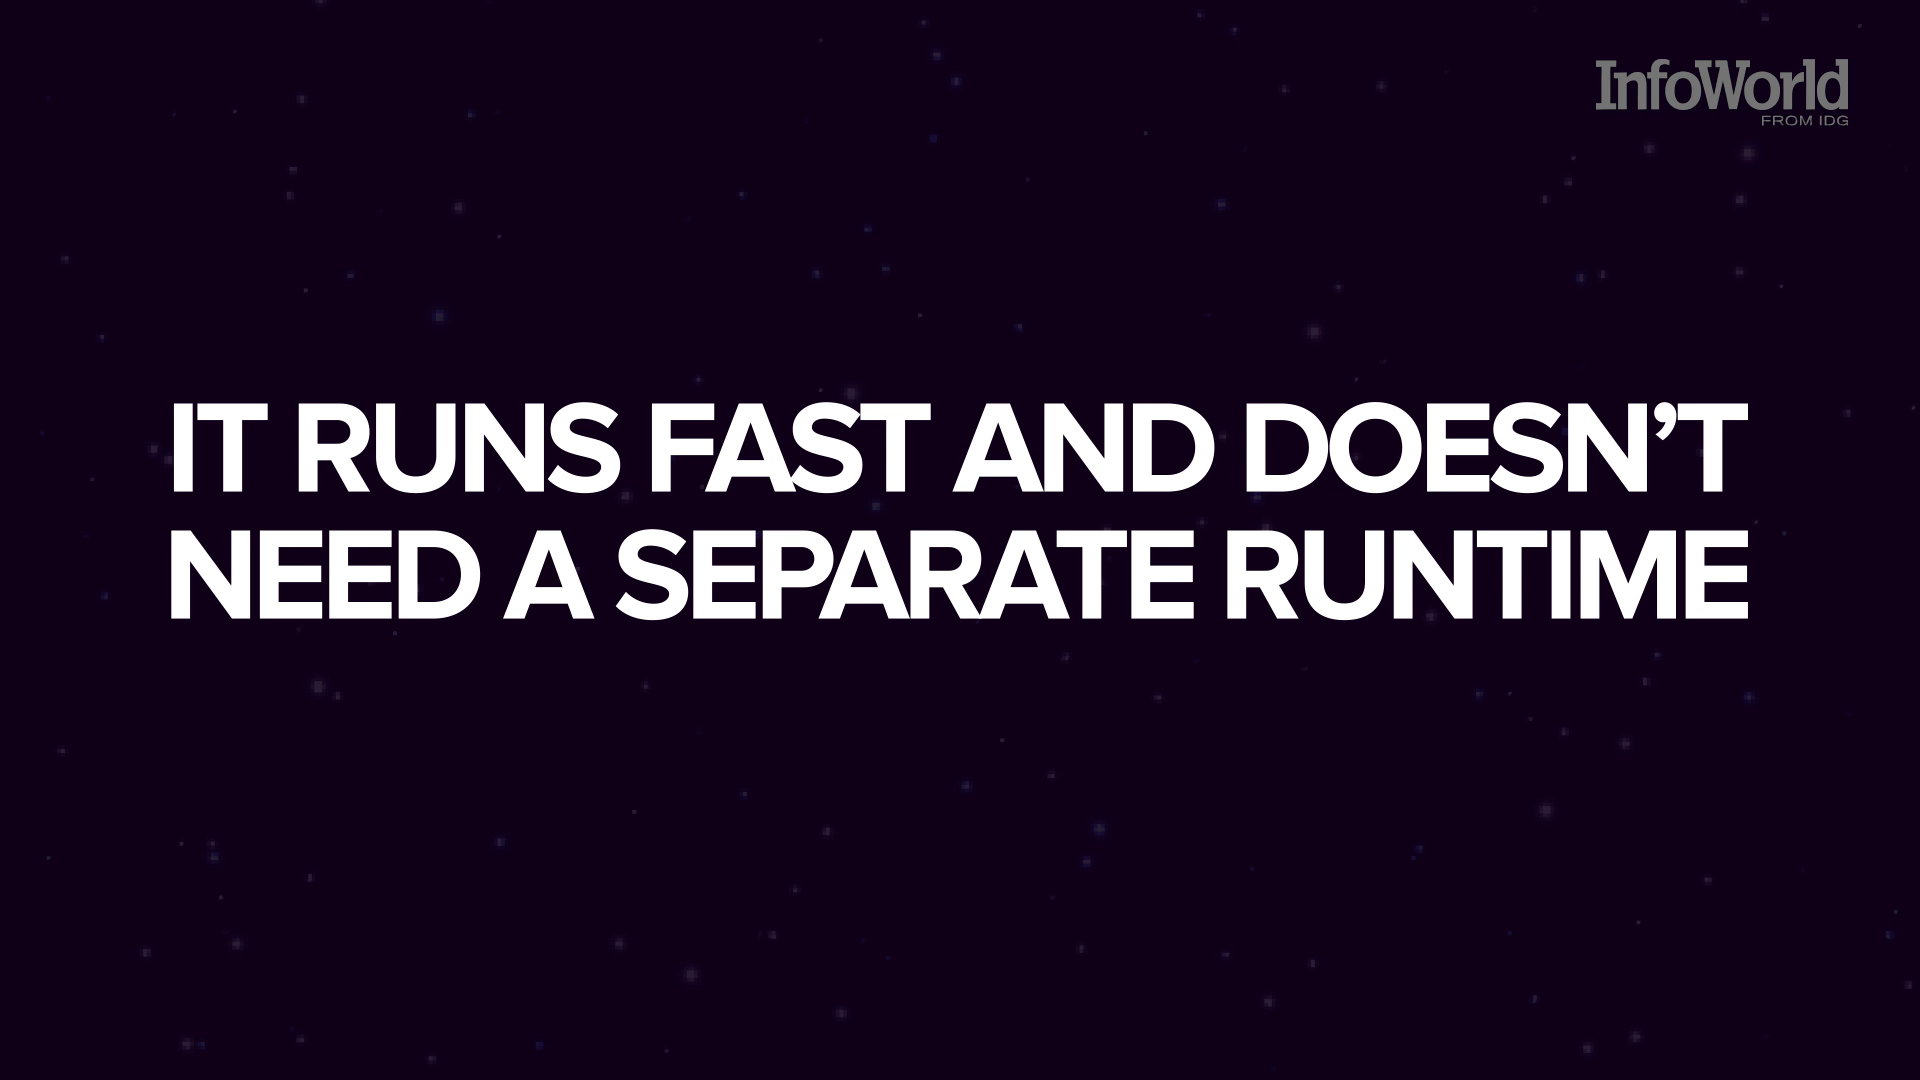 InfoWorld
FROM IDG
IT RUNS FAST AND DOESN’T
NEED A SEPARATE RUNTIME